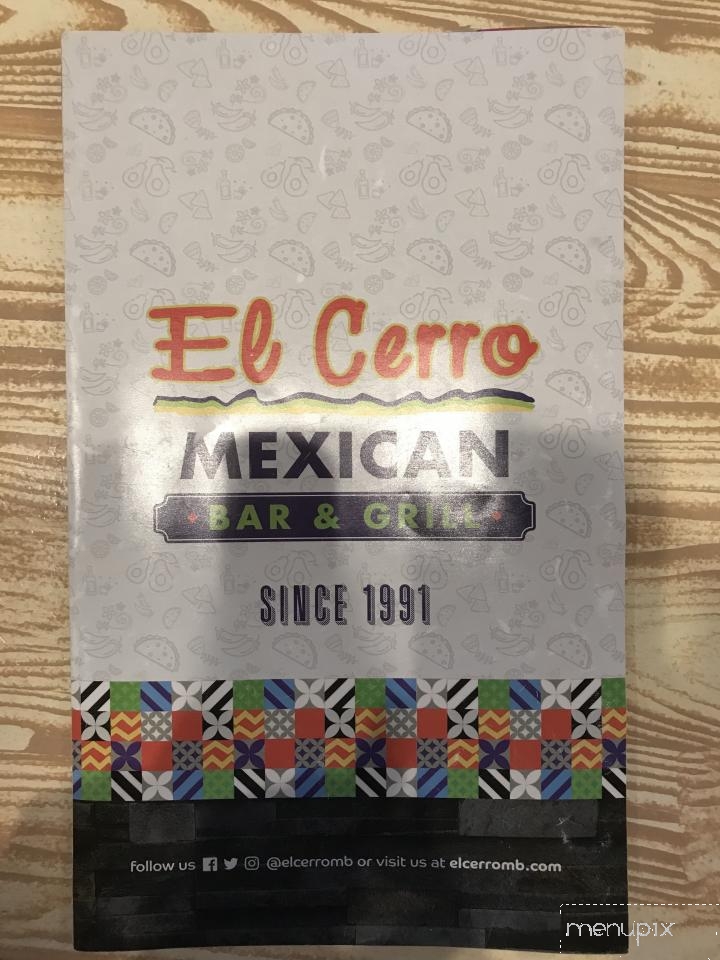 El Cerro
MEXICAN
BAR & GRILL
SINCE 1991
follow us @elcerromb or visit us at elcerromb.com
menupix